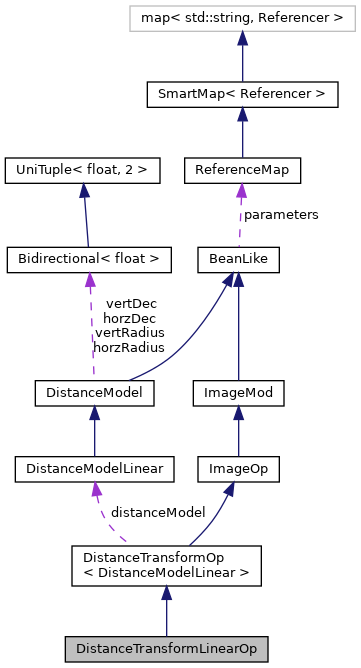 map< std::string, Referencer >
SmartMap< Referencer >
UniTuple< float, 2 >
ReferenceMap
parameters
Bidirectional< float >
BeanLike
vertDec
horzDec
vertRadius
horzRadius
DistanceModel
ImageMod
DistanceModelLinear
ImageOp
distanceModel
DistanceTransformOp
< DistanceModelLinear >
DistanceTransformLinearOp